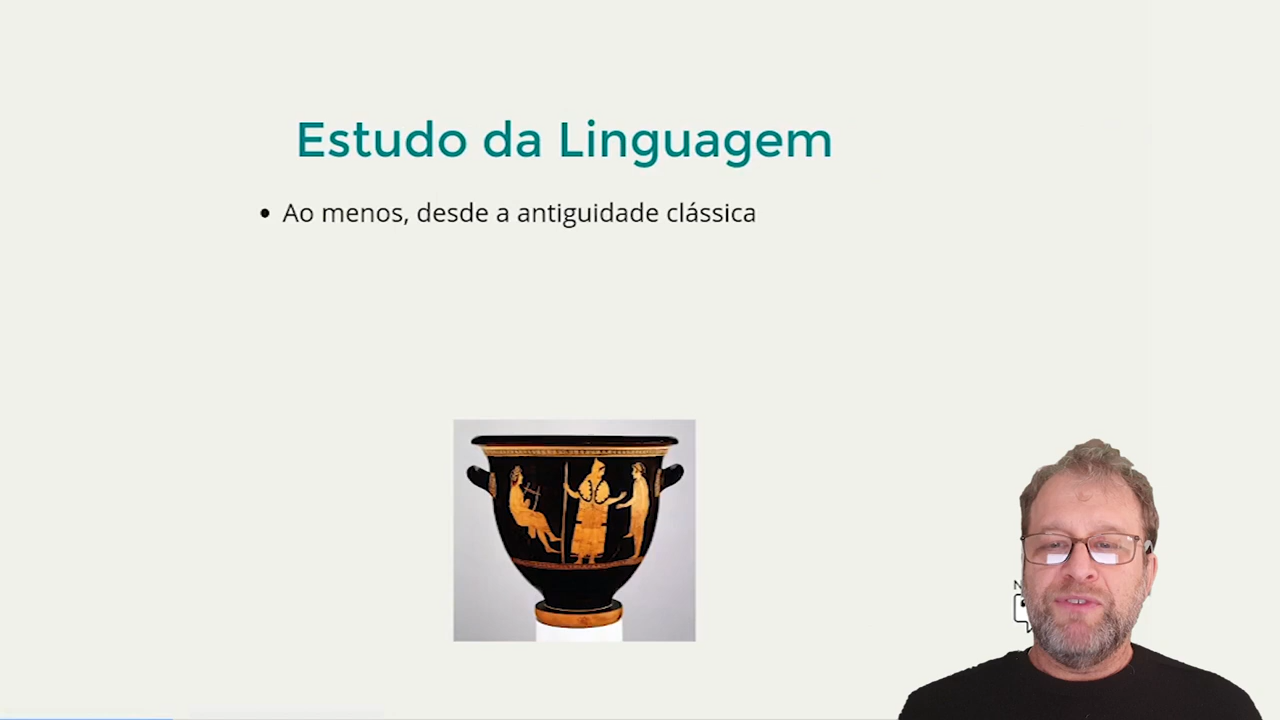 Estudo da Linguagem
Ao menos, desde a antiguidade clássica